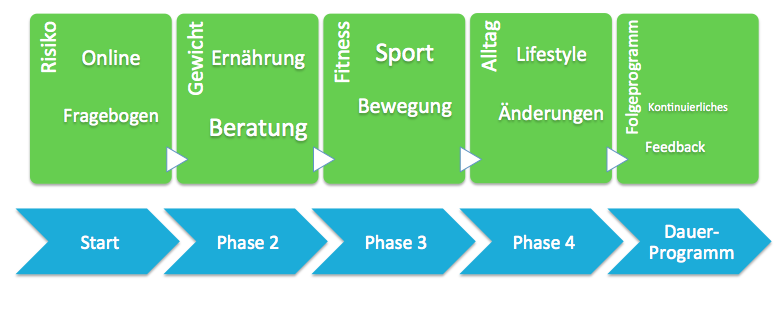 Risiko
Online
Fragebogen
Gewicht
Ernährung
Beratung
Fitness
Sport
Bewegung
Alltag
Lifestyle
Änderungen
Folgeprogramm
Kontinuierliches
Feedback
Start
Phase 2
Phase 3
Phase 4
Dauer-
Programm